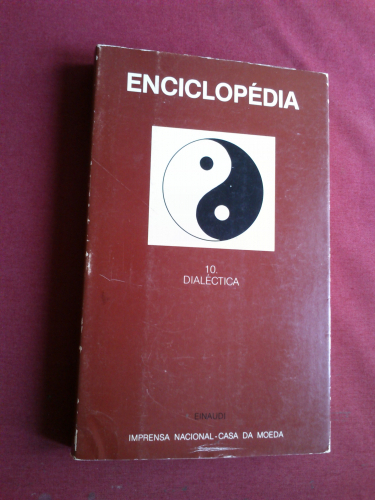 ENCICLOPÉDIA
10.
DIALÉCTICA
EINAUDI
IMPRENSA NACIONAL-CASA DA MOEDA